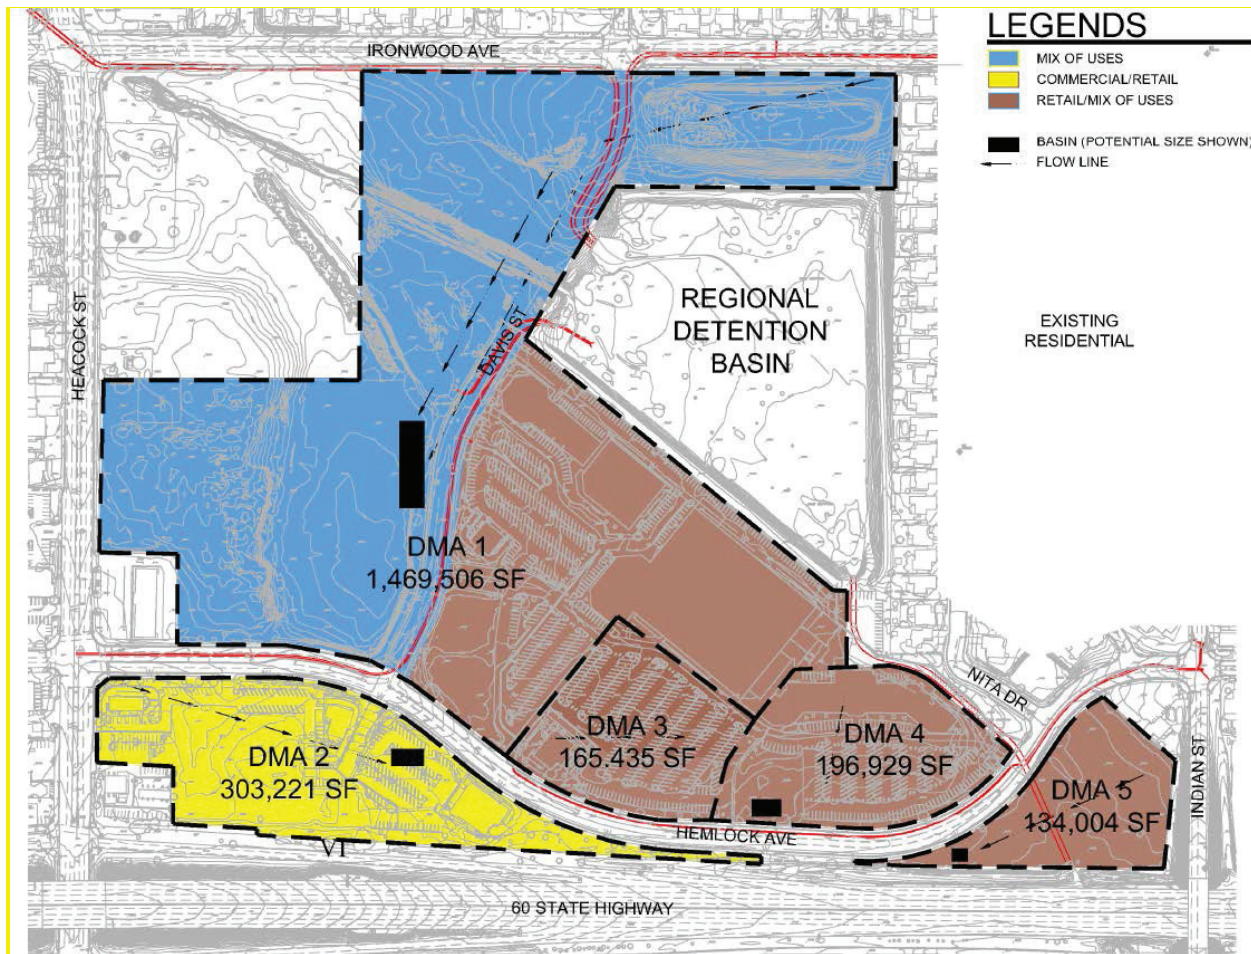 LEGENDS
MIX OF USES
COMMERCIAL/RETAIL
RETAIL/MIX OF USES
BASIN (POTENTIAL SIZE SHOWN)
FLOW LINE
IRONWOOD AVE
HEACOCK ST
DAVIS ST
REGIONAL
DETENTION
BASIN
EXISTING
RESIDENTIAL
DMA 1
1,469,506 SF
NITA DR
DMA 2
303,221 SF
DMA 3
165.435 SF
DMA 4
196,929 SF
DMA 5
134,004 SF
INDIAN ST
HEMLOCK AVE
VI
60 STATE HIGHWAY